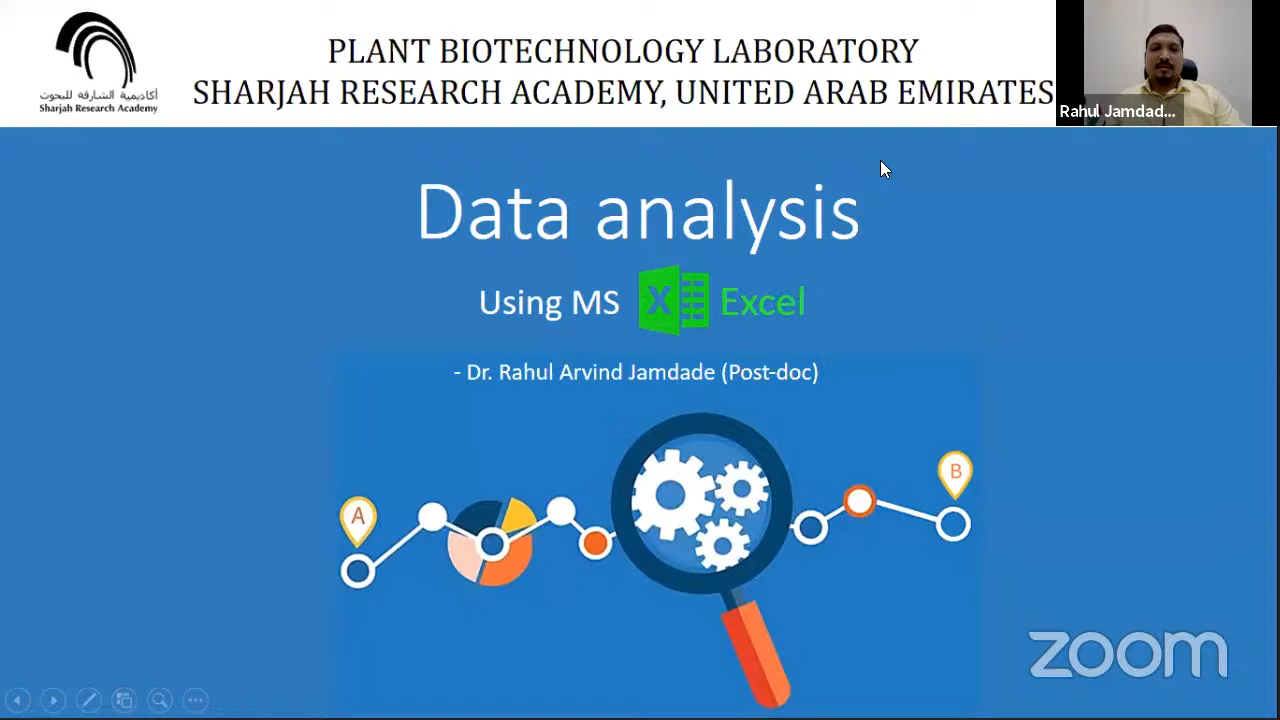 PLANT BIOTECHNOLOGY LABORATORY
SHARJAH RESEARCH ACADEMY, UNITED ARAB EMIRATES
أكاديمية الشارقة للبحوث
Sharjah Research Academy
Rahul Jamdad...
Data analysis
Using MS X Excel
- Dr. Rahul Arvind Jamdade (Post-doc)
A
B
zoom